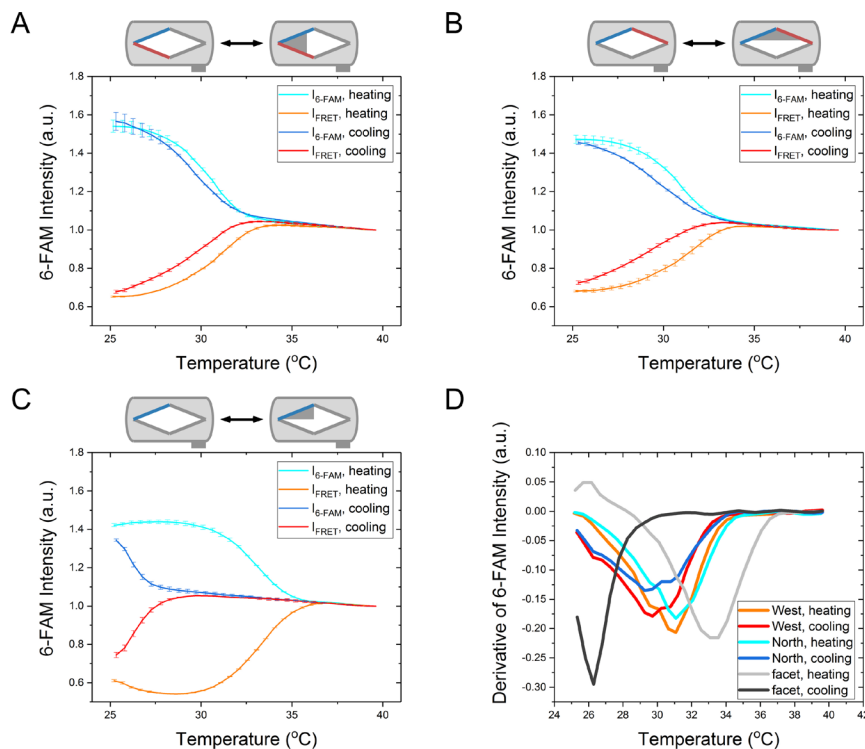 A
I6-FAM, heating
IFRET, heating
I6-FAM, cooling
IFRET, cooling
6-FAM Intensity (a.u.)
1.8
1.6
1.4
1.2
1.0
0.8
0.6
25
30
35
40
Temperature (oC)
B
I6-FAM, heating
IFRET, heating
I6-FAM, cooling
IFRET, cooling
6-FAM Intensity (a.u.)
1.8
1.6
1.4
1.2
1.0
0.8
0.6
25
30
35
40
Temperature (oC)
C
I6-FAM, heating
IFRET, heating
I6-FAM, cooling
IFRET, cooling
6-FAM Intensity (a.u.)
1.8
1.6
1.4
1.2
1.0
0.8
0.6
25
30
35
40
Temperature (oC)
D
Derivative of 6-FAM Intensity (a.u.)
0.10
0.05
0.00
-0.05
-0.10
-0.15
-0.20
-0.25
-0.30
West, heating
West, cooling
North, heating
North, cooling
facet, heating
facet, cooling
24
26
28
30
32
34
36
38
40
42
Temperature (oC)